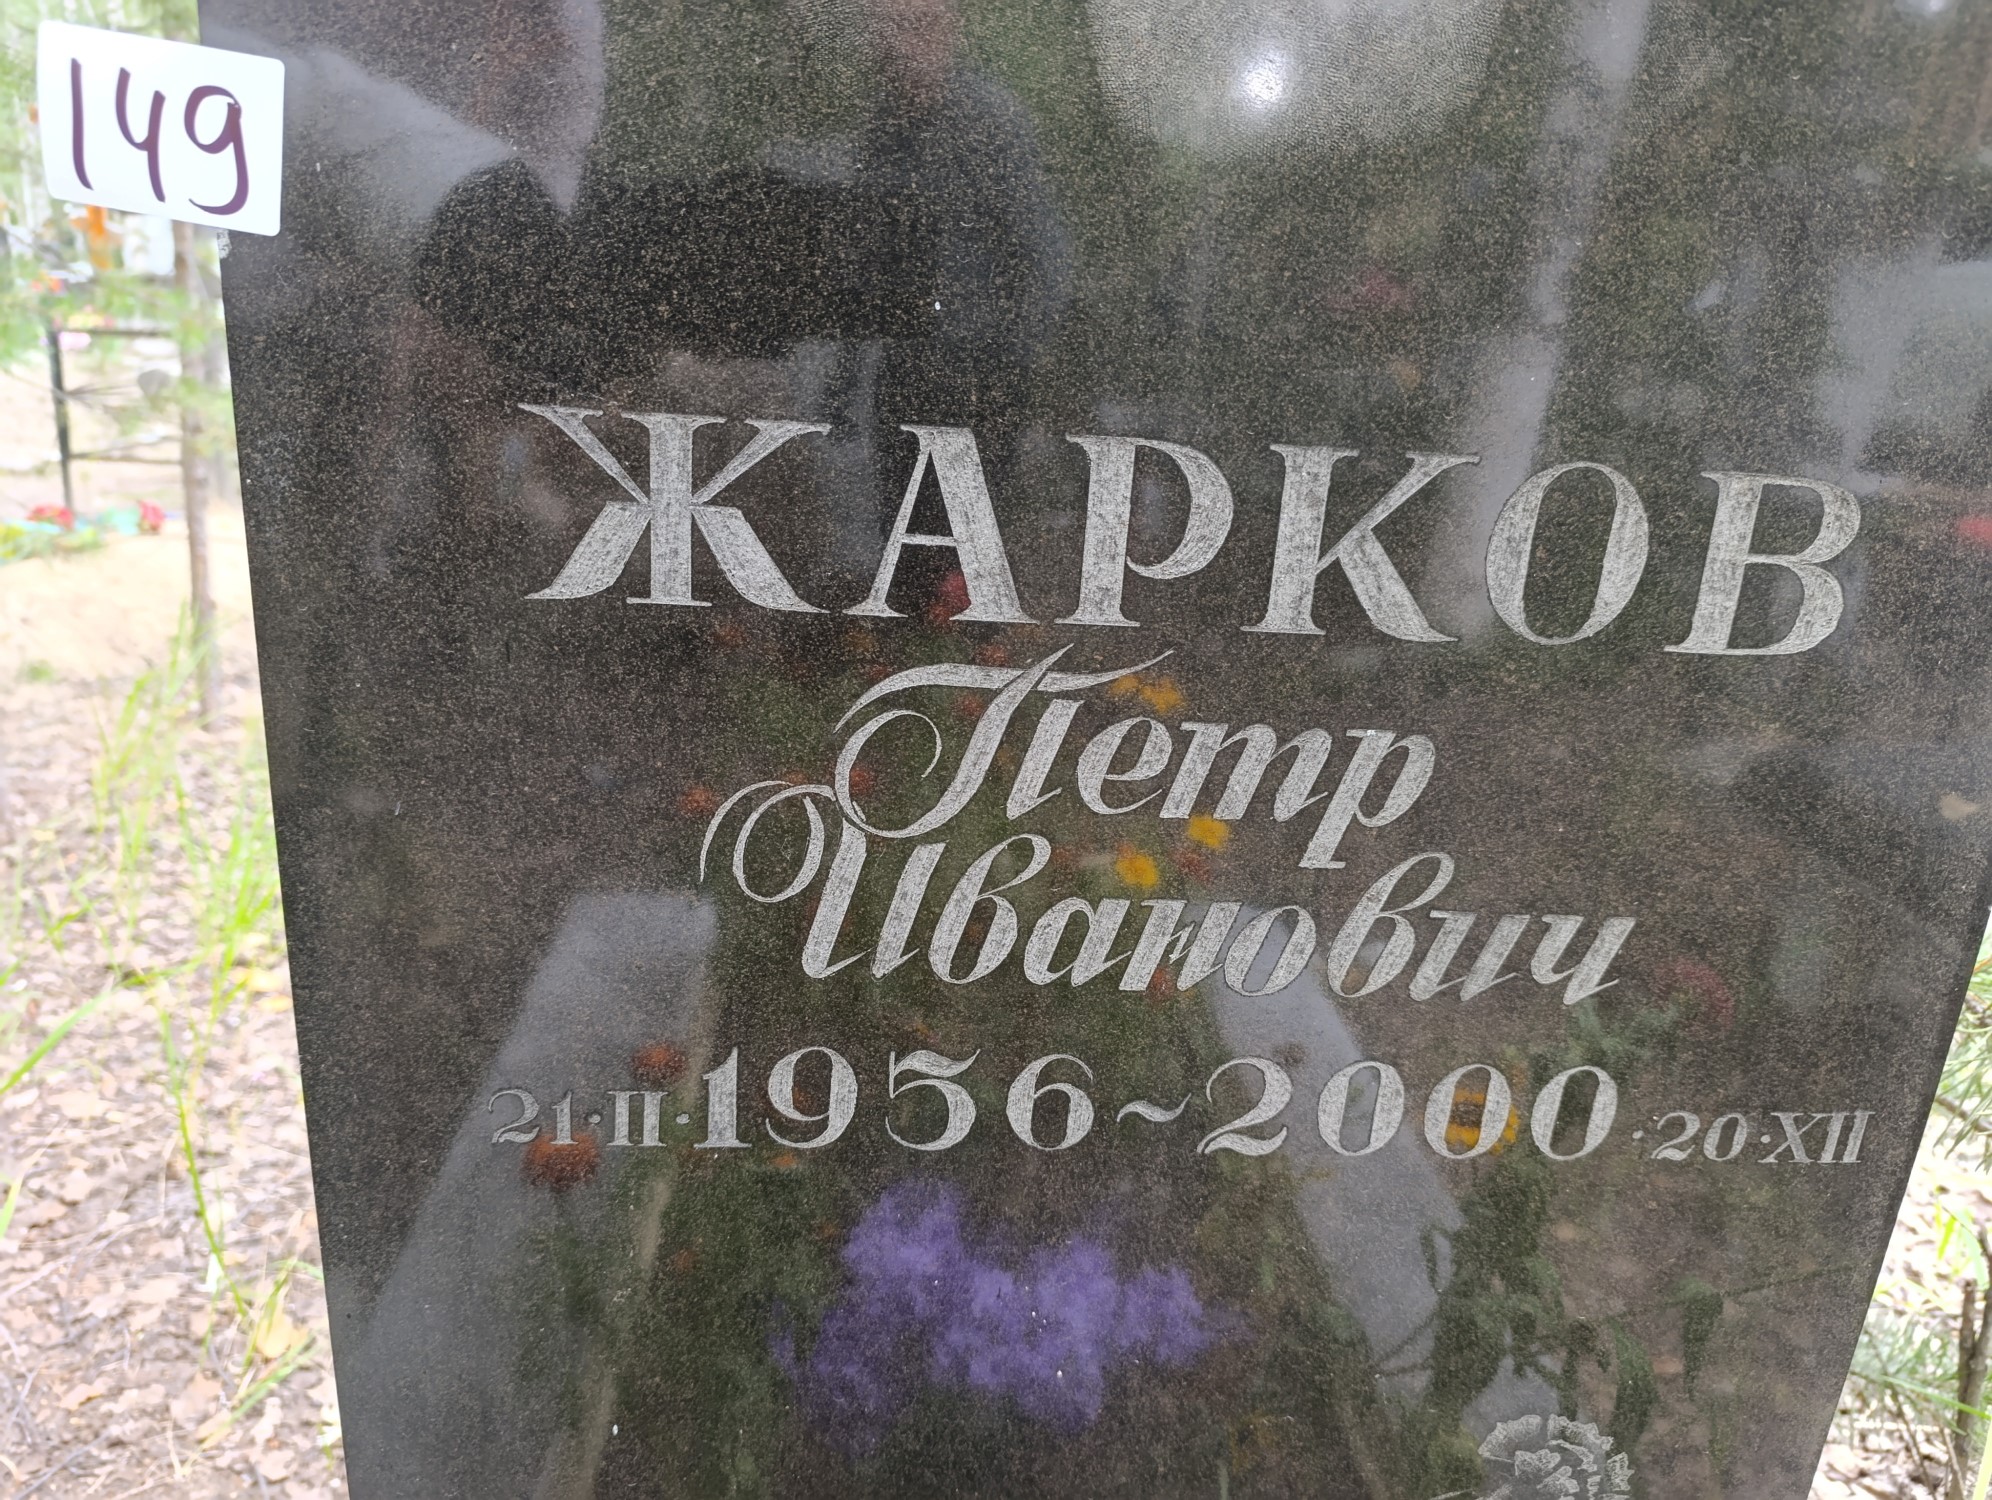 149
ЖАРКОВ
Петр
Иванович
21·II·1956~2000·20·XII